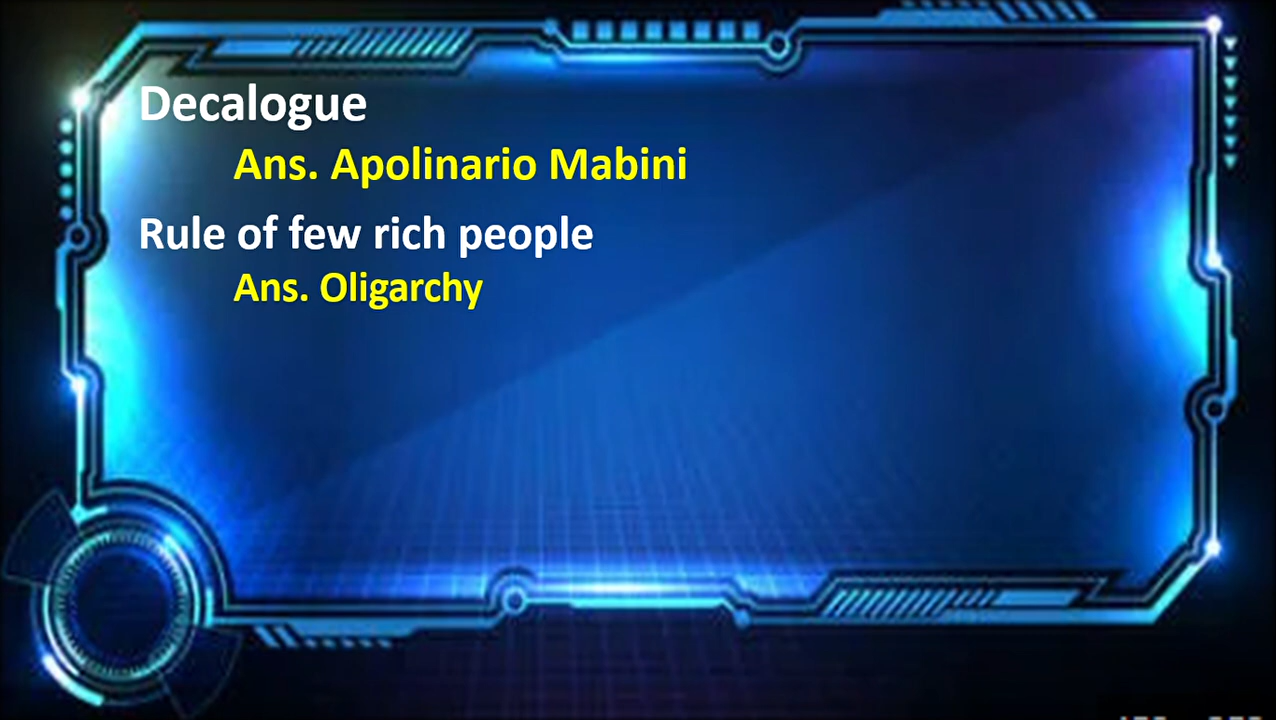 Decalogue
Ans. Apolinario Mabini
Rule of few rich people
Ans. Oligarchy